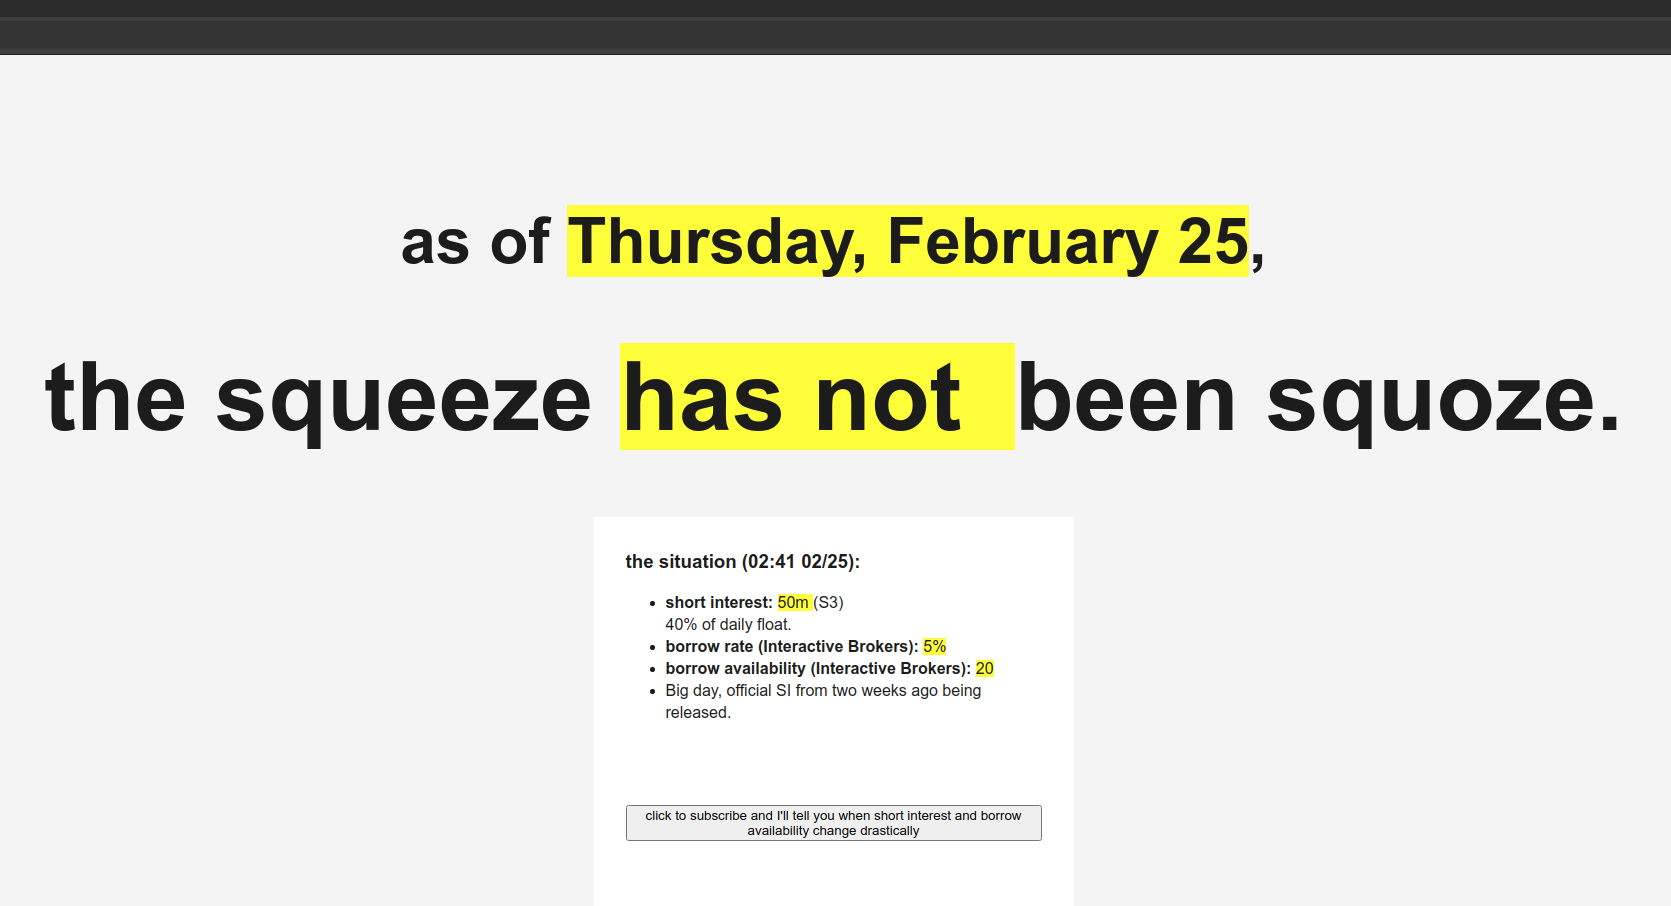 as of Thursday, February 25,
the squeeze has not been squoze.
the situation (02:41 02/25):
short interest: 50m (S3)
40% of daily float.
borrow rate (Interactive Brokers): 5%
borrow availability (Interactive Brokers): 20
Big day, official SI from two weeks ago being
released.
click to subscribe and I'll tell you when short interest and borrow
availability change drastically